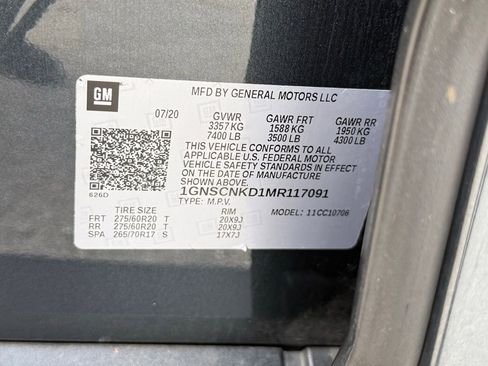 GM
MFD BY GENERAL MOTORS LLC
07/20
GVWR GAWR FRT GAWR RR
3357 KG 1588 KG 1950 KG
7400 LB 3500 LB 4300 LB
THIS VEHICLE CONFORMS TO ALL
APPLICABLE U.S. FEDERAL MOTOR
VEHICLE SAFETY STANDARDS IN EFFECT
ON THE DATE OF MANUFACTURE
SHOWN ABOVE.
1GNSCNKD1MR117091
626D
TYPE: M.P.V. MODEL: 11CC10706
TIRE SIZE RIM
FRT 275/60R20 T 20X9J
RR 275/60R20 T 20X9J
SPA 265/70R17 S 17X7J